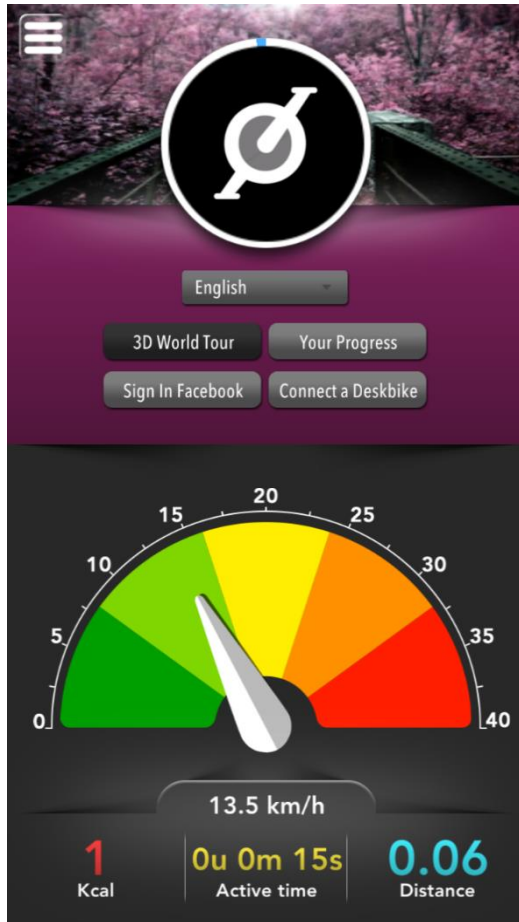 English
3D World Tour
Your Progress
Sign In Facebook
Connect a Deskbike
20
15
25
10
30
5
35
0
40
13.5 km/h
1
0u 0m 15s
0.06
Kcal
Active time
Distance